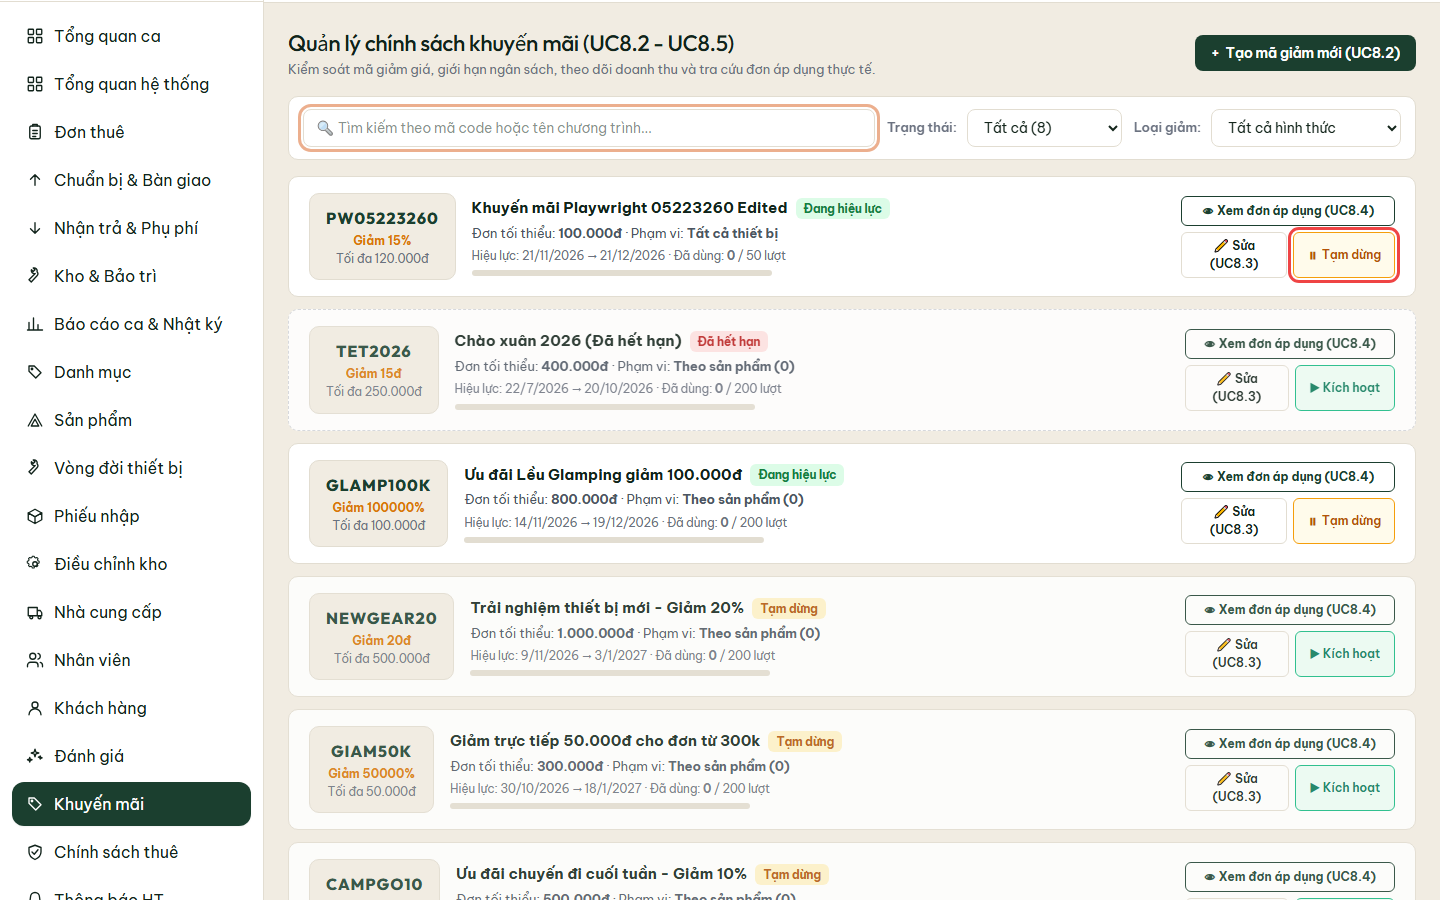 Tổng quan ca
Tổng quan hệ thống
Đơn thuê
Chuẩn bị & Bàn giao
Nhận trả & Phụ phí
Kho & Bảo trì
Báo cáo ca & Nhật ký
Danh mục
Sản phẩm
Vòng đời thiết bị
Phiếu nhập
Điều chỉnh kho
Nhà cung cấp
Nhân viên
Khách hàng
Đánh giá
Khuyến mãi
Chính sách thuê
Thông báo HT
Quản lý chính sách khuyến mãi (UC8.2 - UC8.5)
Kiểm soát mã giảm giá, giới hạn ngân sách, theo dõi doanh thu và tra cứu đơn áp dụng thực tế.
+ Tạo mã giảm mới (UC8.2)
Tìm kiếm theo mã code hoặc tên chương trình...
Trạng thái:
Tất cả (8)
Loại giảm:
Tất cả hình thức
PW05223260
Giảm 15%
Tối đa 120.000đ
Khuyến mãi Playwright 05223260 Edited
Đang hiệu lực
Đơn tối thiểu: 100.000đ · Phạm vi: Tất cả thiết bị
Hiệu lực: 21/11/2026 → 21/12/2026 · Đã dùng: 0 / 50 lượt
Xem đơn áp dụng (UC8.4)
Sửa
(UC8.3)
Tạm dừng
TET2026
Giảm 15đ
Tối đa 250.000đ
Chào xuân 2026 (Đã hết hạn)
Đã hết hạn
Đơn tối thiểu: 400.000đ · Phạm vi: Theo sản phẩm (0)
Hiệu lực: 22/7/2026 → 20/10/2026 · Đã dùng: 0 / 200 lượt
Xem đơn áp dụng (UC8.4)
Sửa
(UC8.3)
Kích hoạt
GLAMP100K
Giảm 100000%
Tối đa 100.000đ
Ưu đãi Lều Glamping giảm 100.000đ
Đang hiệu lực
Đơn tối thiểu: 800.000đ · Phạm vi: Theo sản phẩm (0)
Hiệu lực: 14/11/2026 → 19/12/2026 · Đã dùng: 0 / 200 lượt
Xem đơn áp dụng (UC8.4)
Sửa
(UC8.3)
Tạm dừng
NEWGEAR20
Giảm 20đ
Tối đa 500.000đ
Trải nghiệm thiết bị mới - Giảm 20%
Tạm dừng
Đơn tối thiểu: 1.000.000đ · Phạm vi: Theo sản phẩm (0)
Hiệu lực: 9/11/2026 → 3/1/2027 · Đã dùng: 0 / 200 lượt
Xem đơn áp dụng (UC8.4)
Sửa
(UC8.3)
Kích hoạt
GIAM50K
Giảm 50000%
Tối đa 50.000đ
Giảm trực tiếp 50.000đ cho đơn từ 300k
Tạm dừng
Đơn tối thiểu: 300.000đ · Phạm vi: Theo sản phẩm (0)
Hiệu lực: 30/10/2026 → 18/1/2027 · Đã dùng: 0 / 200 lượt
Xem đơn áp dụng (UC8.4)
Sửa
(UC8.3)
Kích hoạt
CAMPGO10
Ưu đãi chuyến đi cuối tuần - Giảm 10%
Tạm dừng
Đơn tối thiểu: 500.000đ · Phạm vi: Theo sản phẩm (0)
Xem đơn áp dụng (UC8.4)